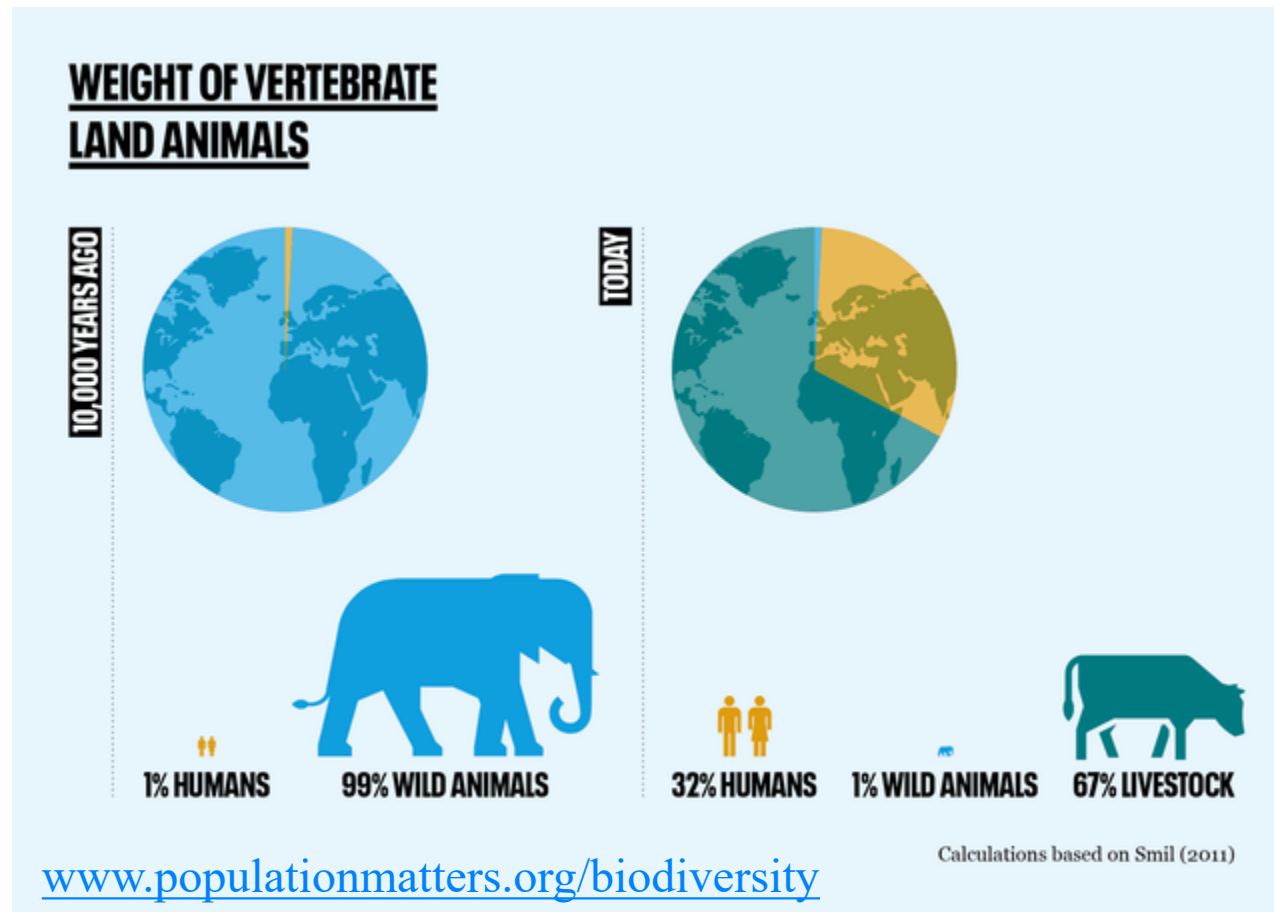 WEIGHT OF VERTEBRATE
LAND ANIMALS
10,000 YEARS AGO
1% HUMANS
99% WILD ANIMALS
TODAY
32% HUMANS
1% WILD ANIMALS
67% LIVESTOCK
Calculations based on Smil (2011)
www.populationmatters.org/biodiversity